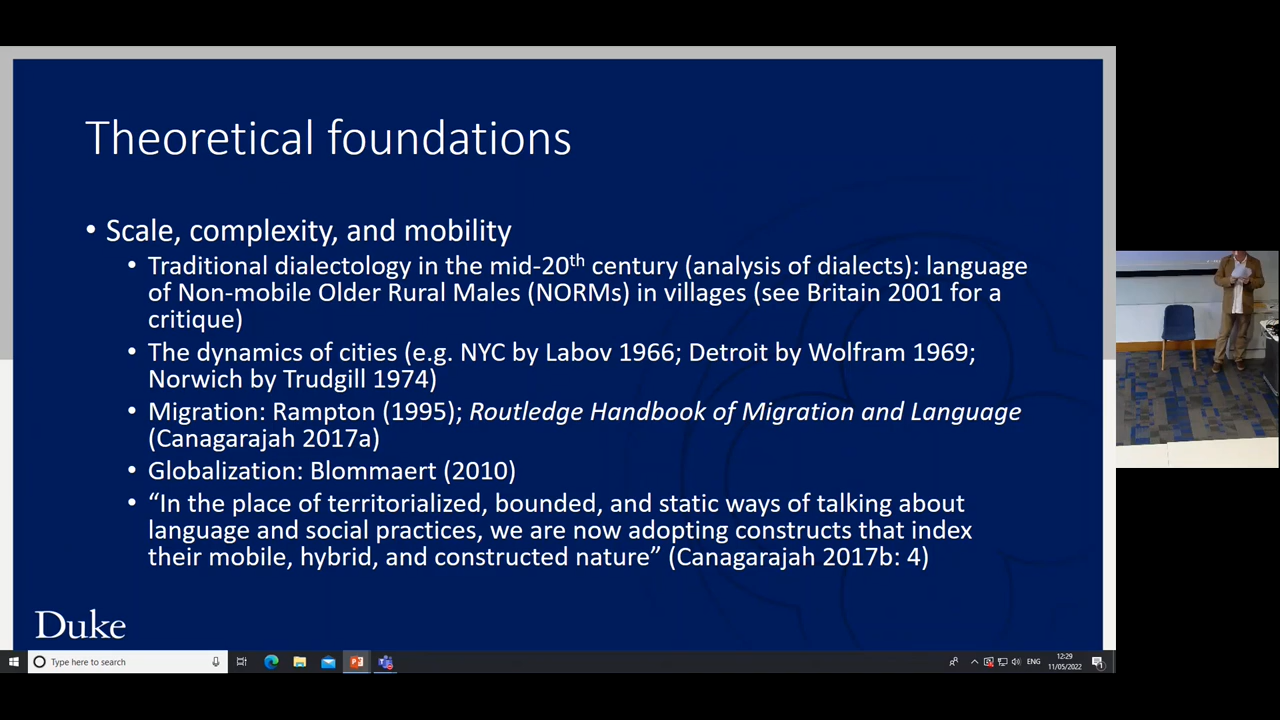 Theoretical foundations
• Scale, complexity, and mobility
• Traditional dialectology in the mid-20th century (analysis of dialects): language
of Non-mobile Older Rural Males (NORMs) in villages (see Britain 2001 for a
critique)
• The dynamics of cities (e.g. NYC by Labov 1966; Detroit by Wolfram 1969;
Norwich by Trudgill 1974)
• Migration: Rampton (1995); Routledge Handbook of Migration and Language
(Canagarajah 2017a)
• Globalization: Blommaert (2010)
• “In the place of territorialized, bounded, and static ways of talking about
language and social practices, we are now adopting constructs that index
their mobile, hybrid, and constructed nature” (Canagarajah 2017b: 4)
Duke
Type here to search
ENG
12:29
11/05/2022